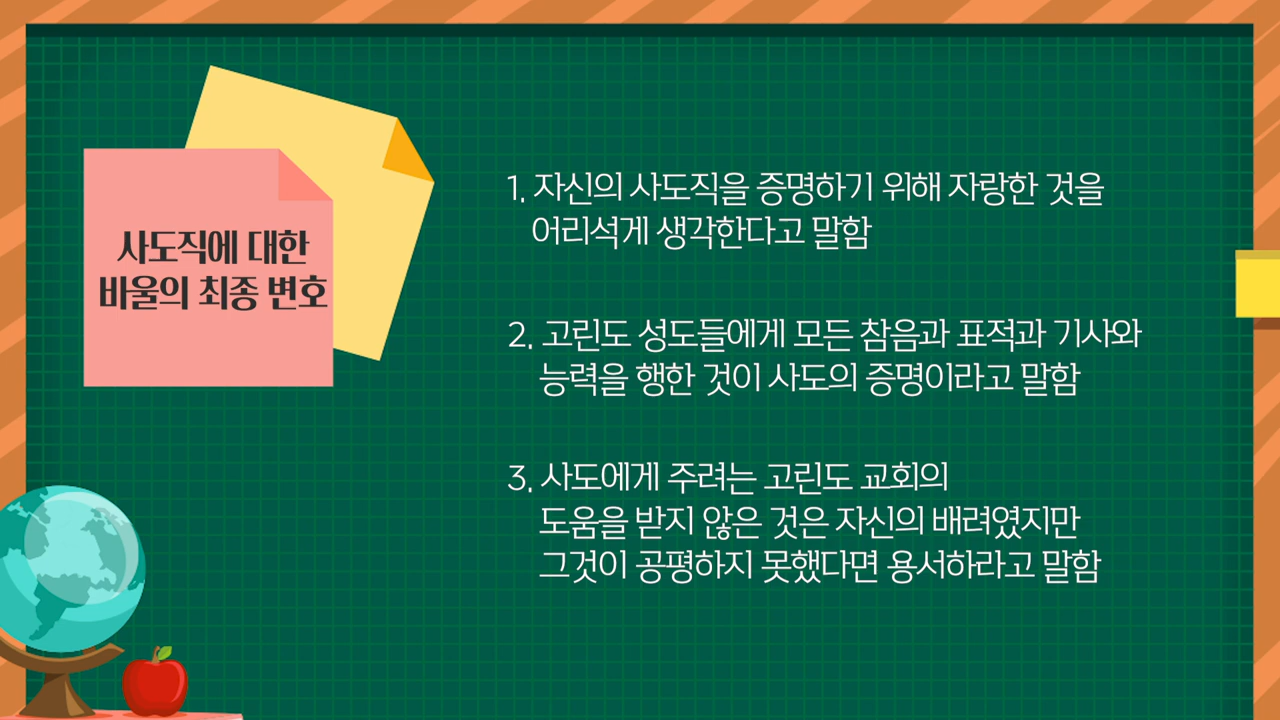 사도직에 대한
바울의 최종 변호
1. 자신의 사도직을 증명하기 위해 자랑한 것을
어리석게 생각한다고 말함
2. 고린도 성도들에게 모든 참음과 표적과 기사와
능력을 행한 것이 사도의 증명이라고 말함
3. 사도에게 주려는 고린도 교회의
도움을 받지 않은 것은 자신의 배려였지만
그것이 공평하지 못했다면 용서하라고 말함